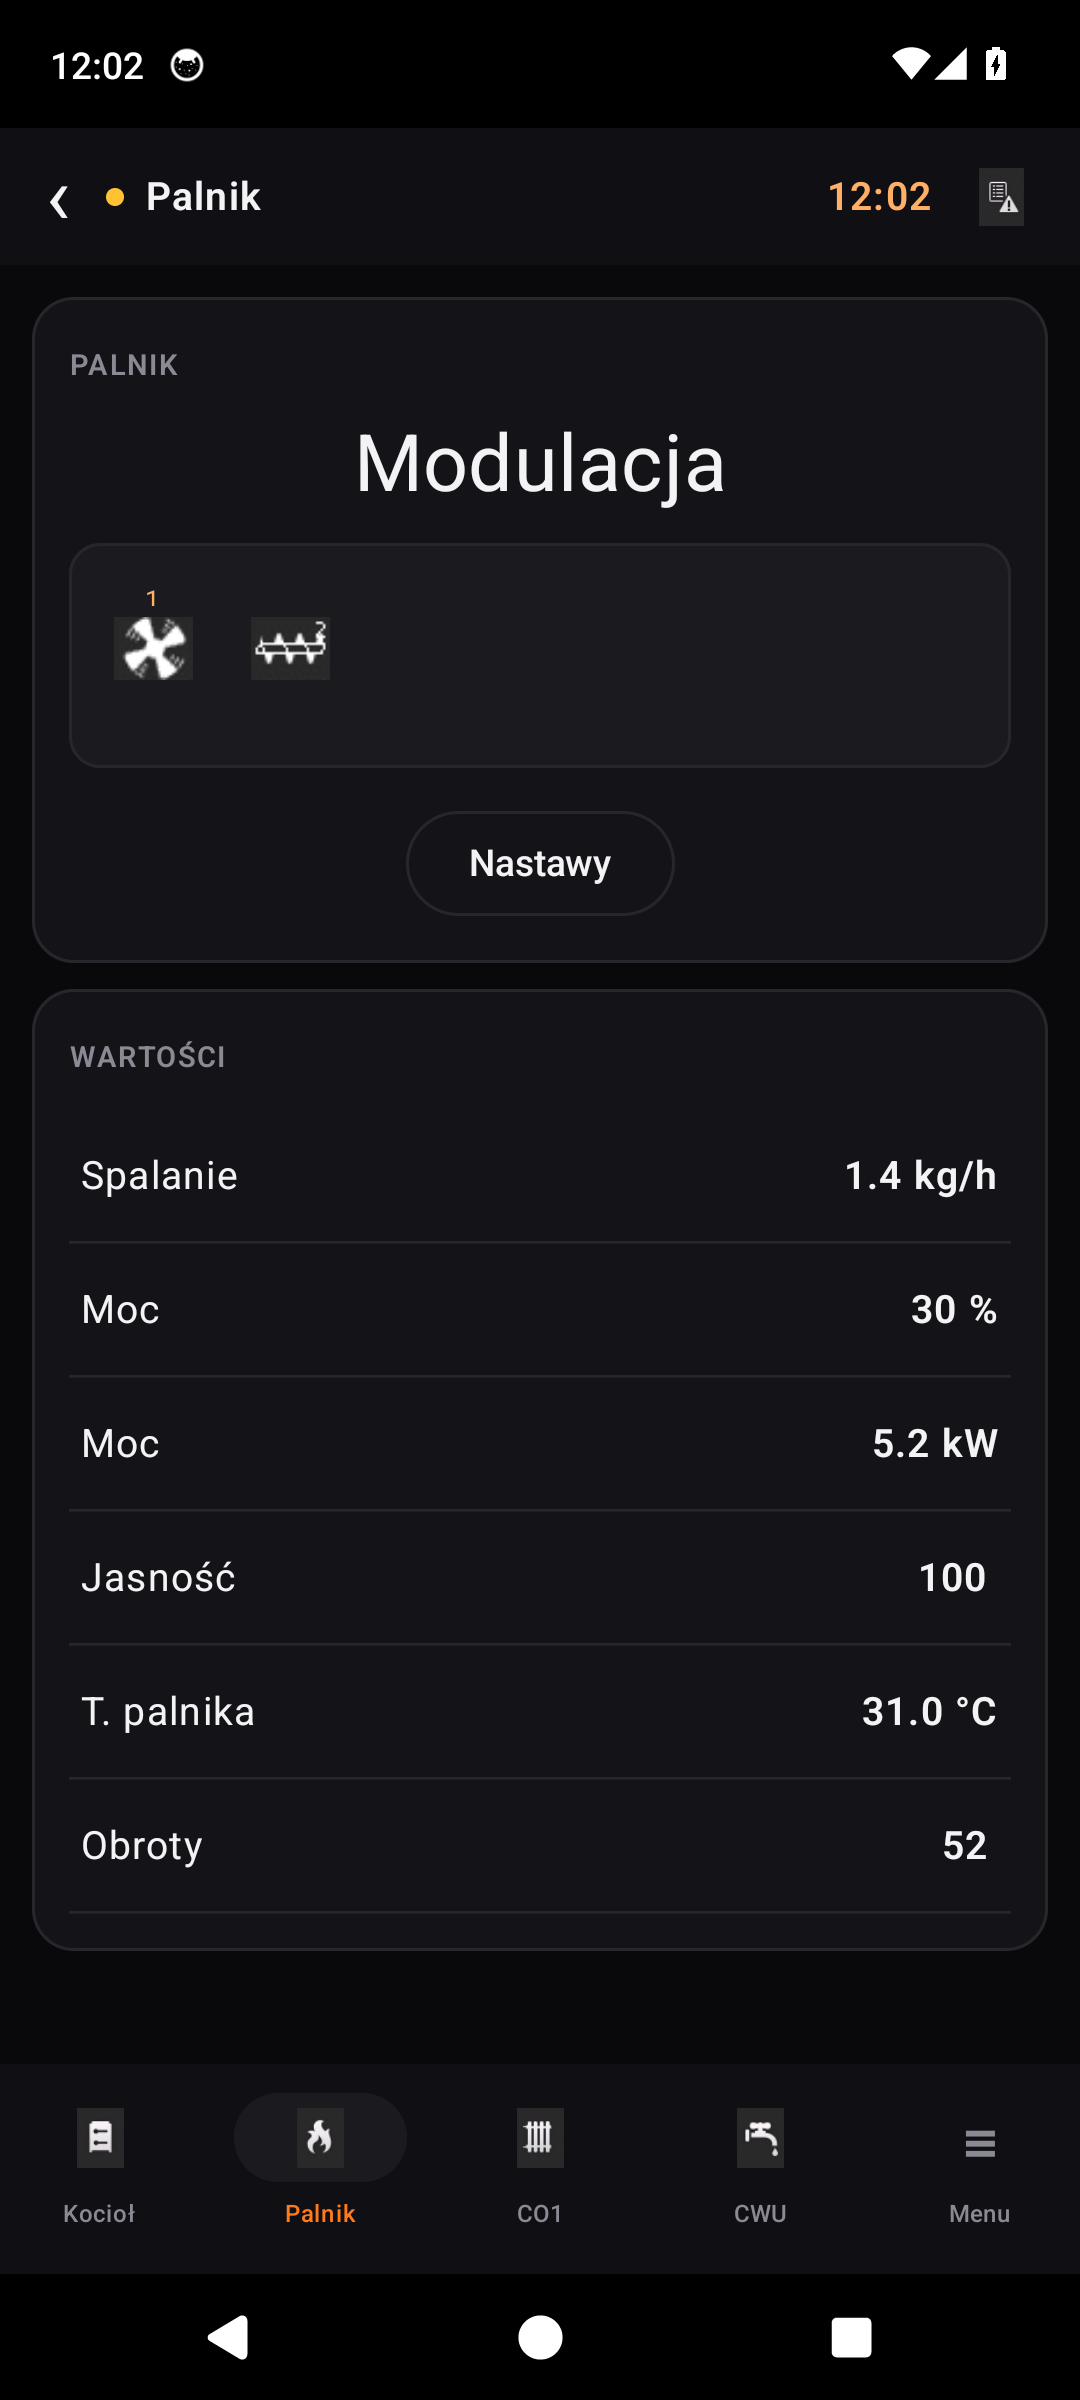 12:02
Palnik
12:02
PALNIK
Modulacja
1
2
Nastawy
WARTOŚCI
Spalanie 1.4 kg/h
Moc 30 %
Moc 5.2 kW
Jasność 100
T. palnika 31.0 °C
Obroty 52
Kocioł Palnik CO1 CWU Menu